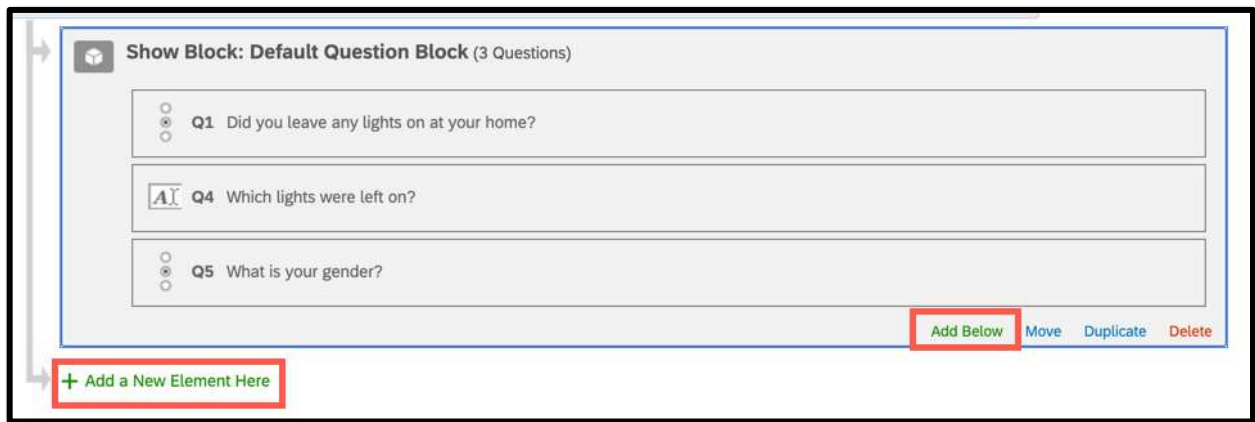 Show Block: Default Question Block (3 Questions)
Q1 Did you leave any lights on at your home?
A Q4 Which lights were left on?
Q5 What is your gender?
Add Below Move Duplicate Delete
+ Add a New Element Here